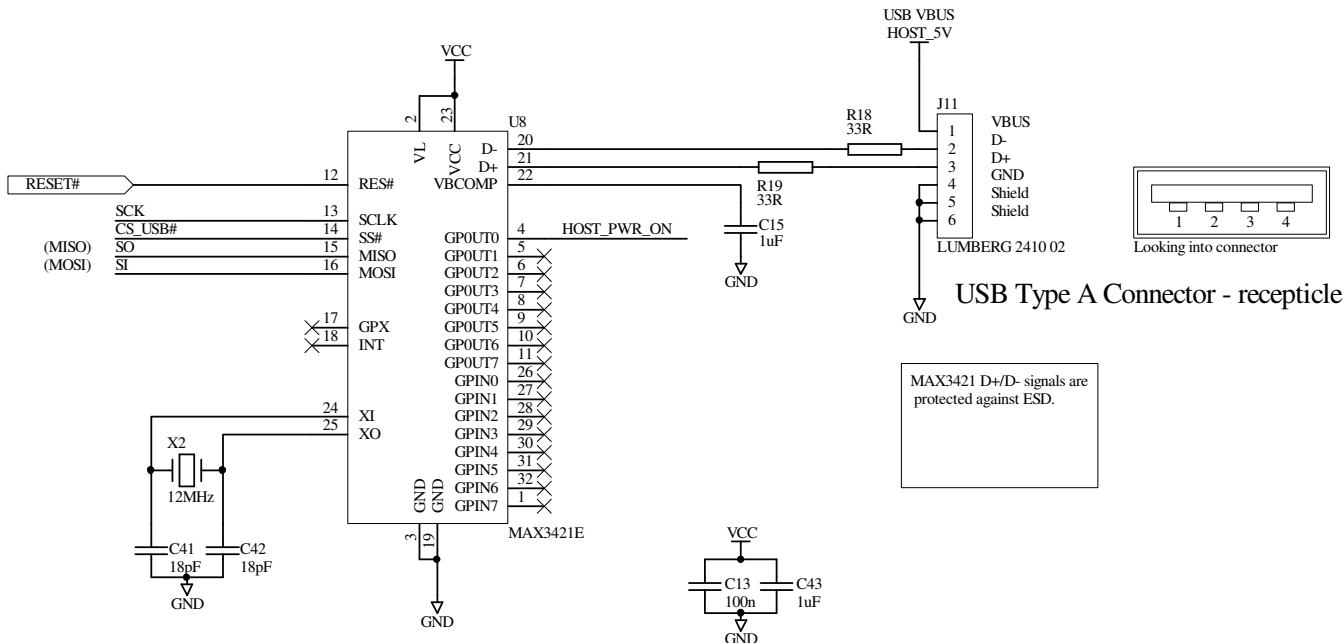 USB VBUS
HOST_5V
VCC
U8
2
23
VL
VCC
R18
33R
J11
20
D-
21
D+
22
VBCOMP
1
2
3
4
5
6
VBUS
D-
D+
GND
Shield
Shield
RESET#
12
RES#
R19
33R
SCK
13
SCLK
CS_USB#
14
SS#
(MISO)
SO
15
MISO
(MOSI)
SI
16
MOSI
C15
1uF
GND
4
GP0UT0
HOST_PWR_ON
5
GP0UT1
6
GP0UT2
7
GP0UT3
8
GP0UT4
9
GP0UT5
10
GP0UT6
11
GP0UT7
26
GPIN0
27
GPIN1
28
GPIN2
29
GPIN3
30
GPIN4
31
GPIN5
32
GPIN6
1
GPIN7
LUMBERG 2410 02
1 2 3 4
Looking into connector
GND
USB Type A Connector - recepticle
17
GPX
18
INT
MAX3421 D+/D- signals are
protected against ESD.
24
XI
25
XO
X2
12MHz
GND
GND
3
19
MAX3421E
C41
18pF
C42
18pF
GND
GND
VCC
C13
100n
C43
1uF
GND